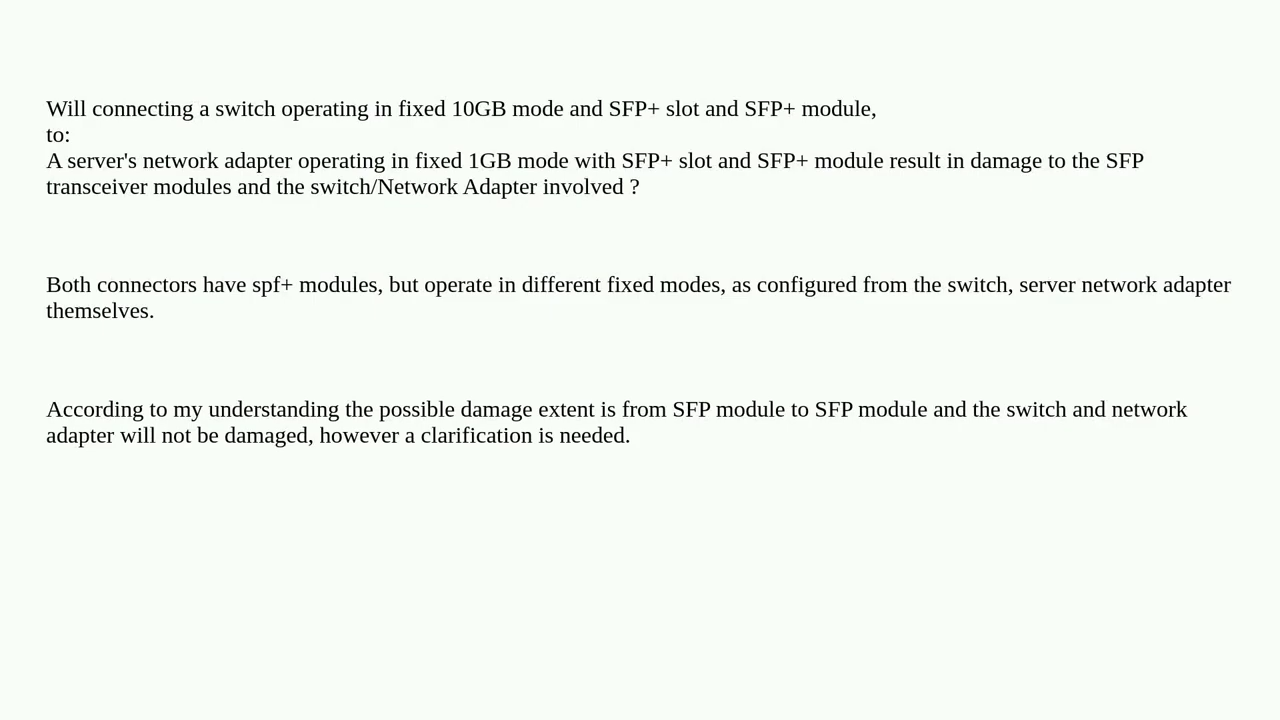 Will connecting a switch operating in fixed 10GB mode and SFP+ slot and SFP+ module,
to:
A server's network adapter operating in fixed 1GB mode with SFP+ slot and SFP+ module result in damage to the SFP
transceiver modules and the switch/Network Adapter involved ?
Both connectors have spf+ modules, but operate in different fixed modes, as configured from the switch, server network adapter
themselves.
According to my understanding the possible damage extent is from SFP module to SFP module and the switch and network
adapter will not be damaged, however a clarification is needed.